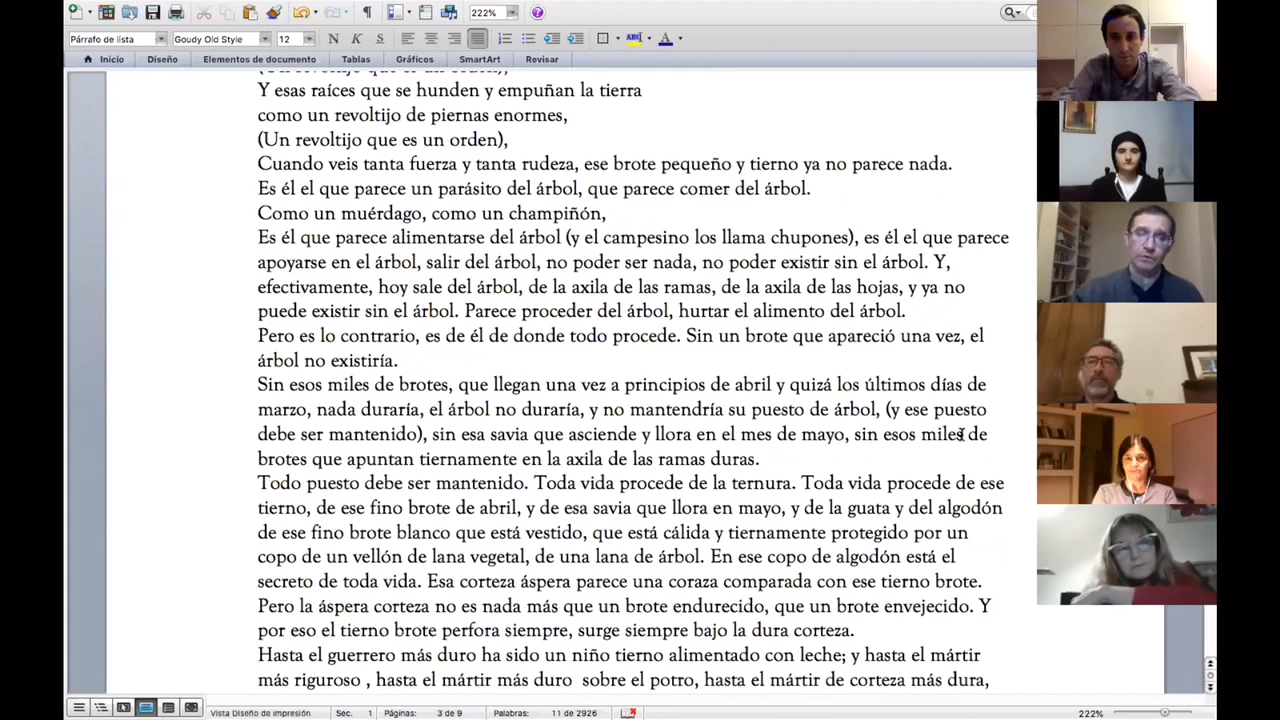 222%
Párrafo de lista
Goudy Old Style
12
N
K
S
ABC
A
Inicio
Diseño
Elementos de documento
Tablas
Gráficos
SmartArt
Revisar
(Un revoltijo que es un orden),
Y esas raíces que se hunden y empuñan la tierra
como un revoltijo de piernas enormes,
(Un revoltijo que es un orden),
Cuando veis tanta fuerza y tanta rudeza, ese brote pequeño y tierno ya no parece nada.
Es él el que parece un parásito del árbol, que parece comer del árbol.
Como un muérdago, como un champiñón,
Es él que parece alimentarse del árbol (y el campesino los llama chupones), es él el que parece
apoyarse en el árbol, salir del árbol, no poder ser nada, no poder existir sin el árbol. Y,
efectivamente, hoy sale del árbol, de la axila de las ramas, de la axila de las hojas, y ya no
puede existir sin el árbol. Parece proceder del árbol, hurtar el alimento del árbol.
Pero es lo contrario, es de él de donde todo procede. Sin un brote que apareció una vez, el
árbol no existiría.
Sin esos miles de brotes, que llegan una vez a principios de abril y quizá los últimos días de
marzo, nada duraría, el árbol no duraría, y no mantendría su puesto de árbol, (y ese puesto
debe ser mantenido), sin esa savia que asciende y llora en el mes de mayo, sin esos miles de
brotes que apuntan tiernamente en la axila de las ramas duras.
Todo puesto debe ser mantenido. Toda vida procede de la ternura. Toda vida procede de ese
tierno, de ese fino brote de abril, y de esa savia que llora en mayo, y de la guata y del algodón
de ese fino brote blanco que está vestido, que está cálida y tiernamente protegido por un
copo de un vellón de lana vegetal, de una lana de árbol. En ese copo de algodón está el
secreto de toda vida. Esa corteza áspera parece una coraza comparada con ese tierno brote.
Pero la áspera corteza no es nada más que un brote endurecido, que un brote envejecido. Y
por eso el tierno brote perfora siempre, surge siempre bajo la dura corteza.
Hasta el guerrero más duro ha sido un niño tierno alimentado con leche; y hasta el mártir
más riguroso , hasta el mártir más duro sobre el potro, hasta el mártir de corteza más dura,
Vista Diseño de impresión
Sec. 1
Páginas: 3 de 9
Palabras: 11 de 2926
222%